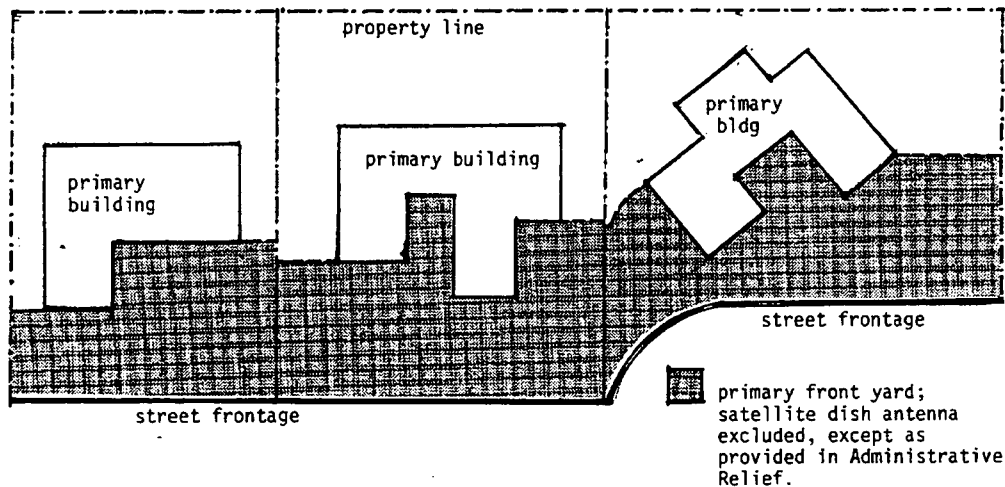 property line
primary
bldg
primary building
primary
building
street frontage
street frontage
primary front yard;
satellite dish antenna
excluded, except as
provided in Administrative
Relief.